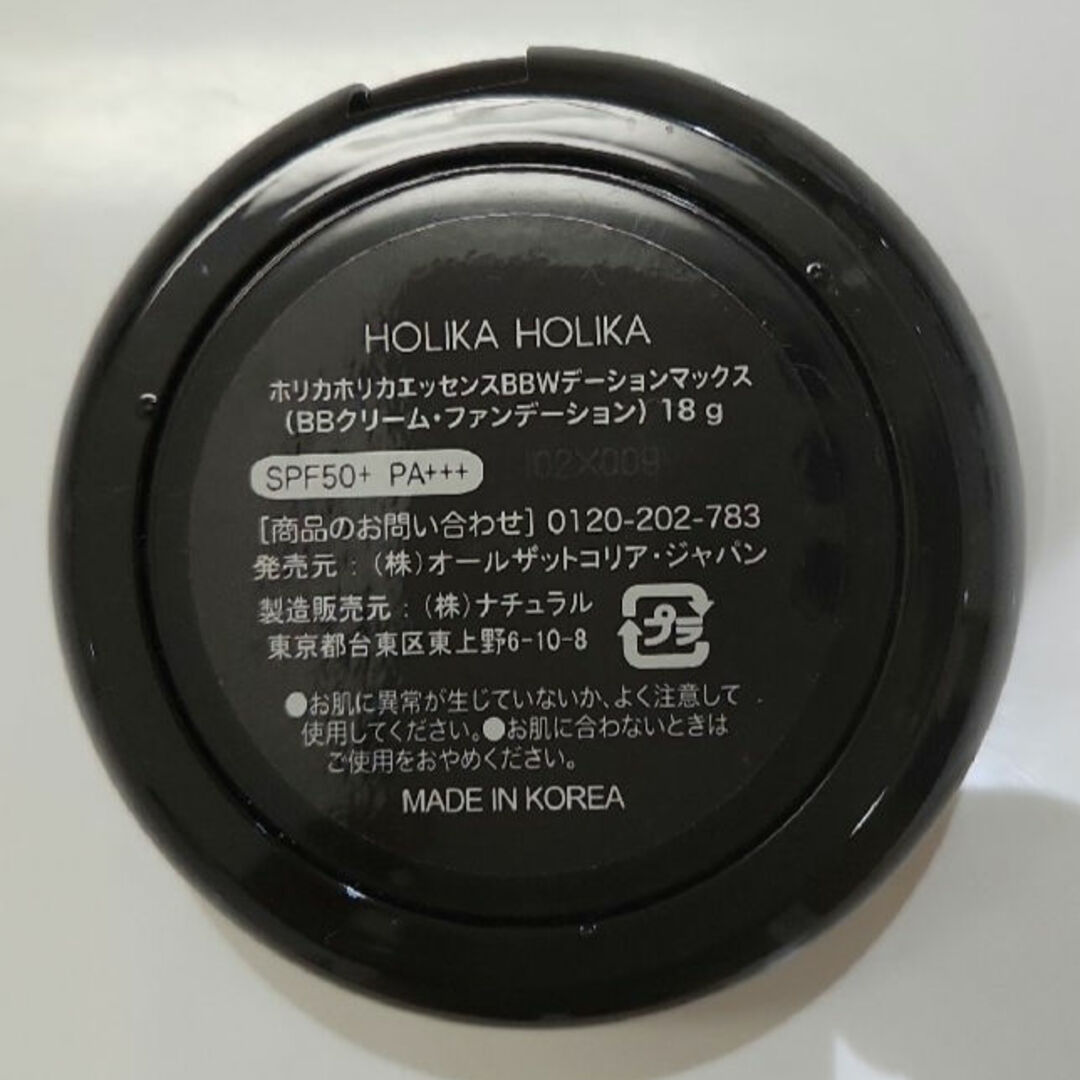 HOLIKA HOLIKA
ホリカホリカエッセンスBBWデーションマックス
(BBクリーム・ファンデーション) 18 g
SPF50+ PA+++
[商品のお問い合わせ] 0120-202-783
発売元 : (株)オールザットコリア・ジャパン
製造販売元 : (株)ナチュラル
東京都台東区東上野6-10-8
プラ
●お肌に異常が生じていないか、よく注意して
使用してください。●お肌に合わないときは
ご使用をおやめください。
MADE IN KOREA